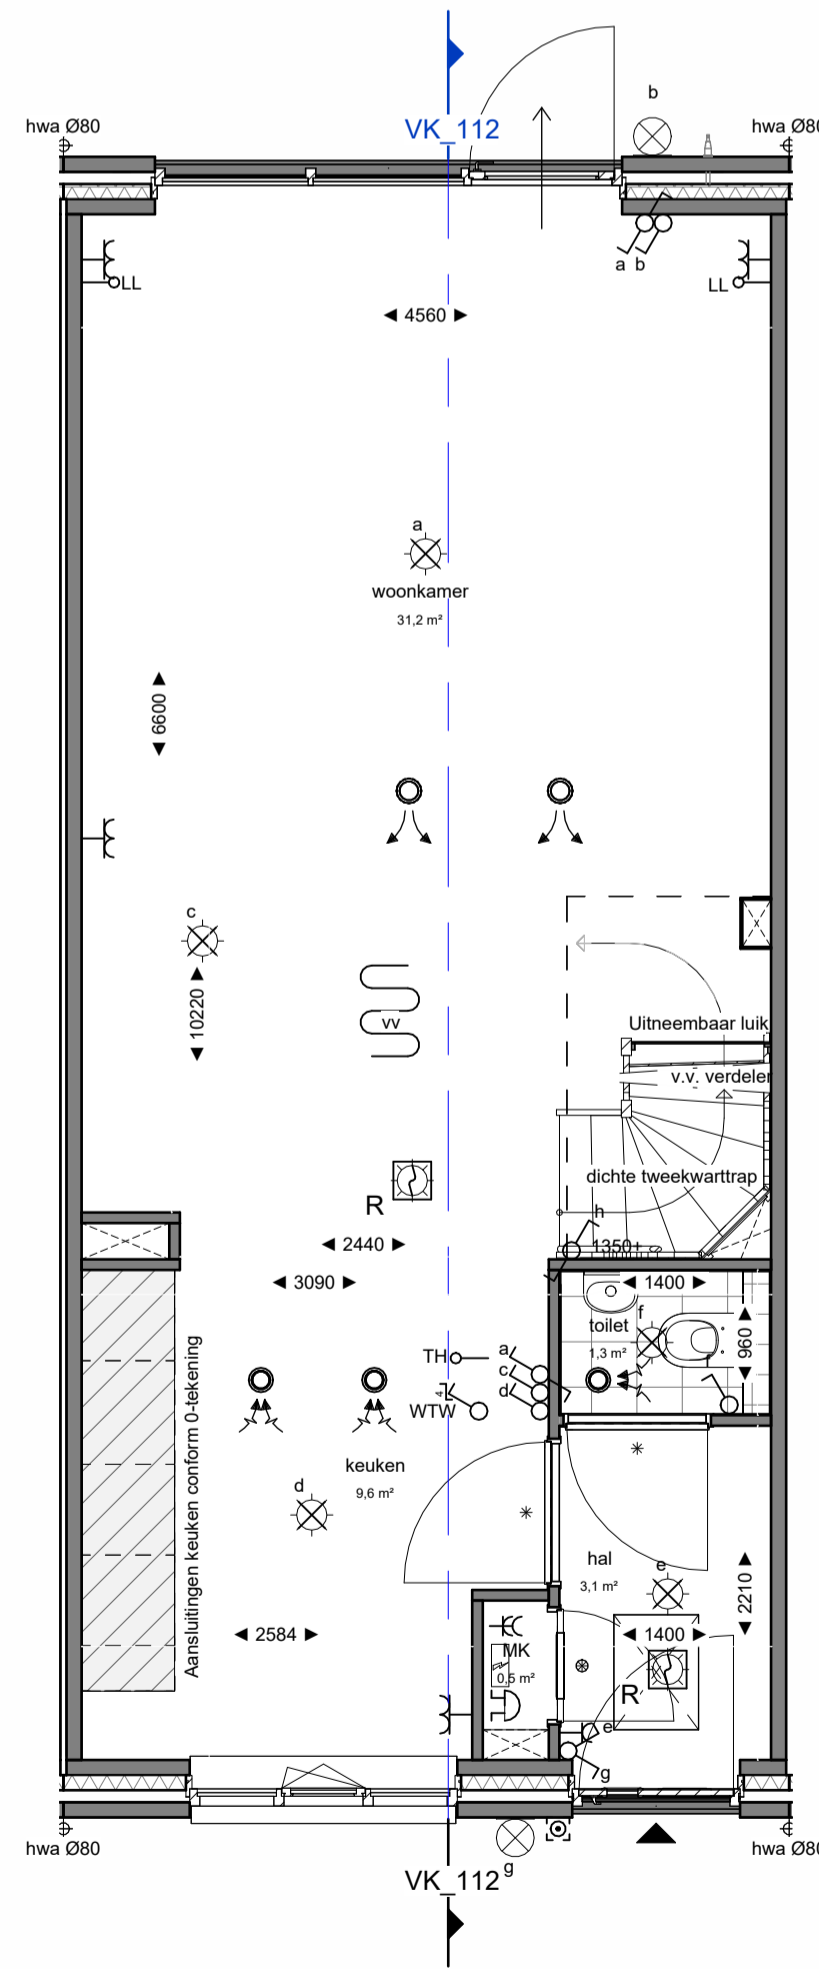 b
hwa Ø80
VK_112
hwa Ø80
a b
LL
LL
4560
a
woonkamer
31,2 m²
6600
c
10220
vv
Uitneembaar luik
v.v. verdeler
dichte tweekwarttrap
R
h
2440
1350+
3090
1400
f
toilet
1,3 m²
960
Aansluitingen keuken conform 0-tekening
TH
a
c
4
d
WTW
keuken
9,6 m²
d
hal
3,1 m²
e
2210
2584
1400
MK
0,5 m²
R
e
g
hwa Ø80
g
hwa Ø80
VK_112